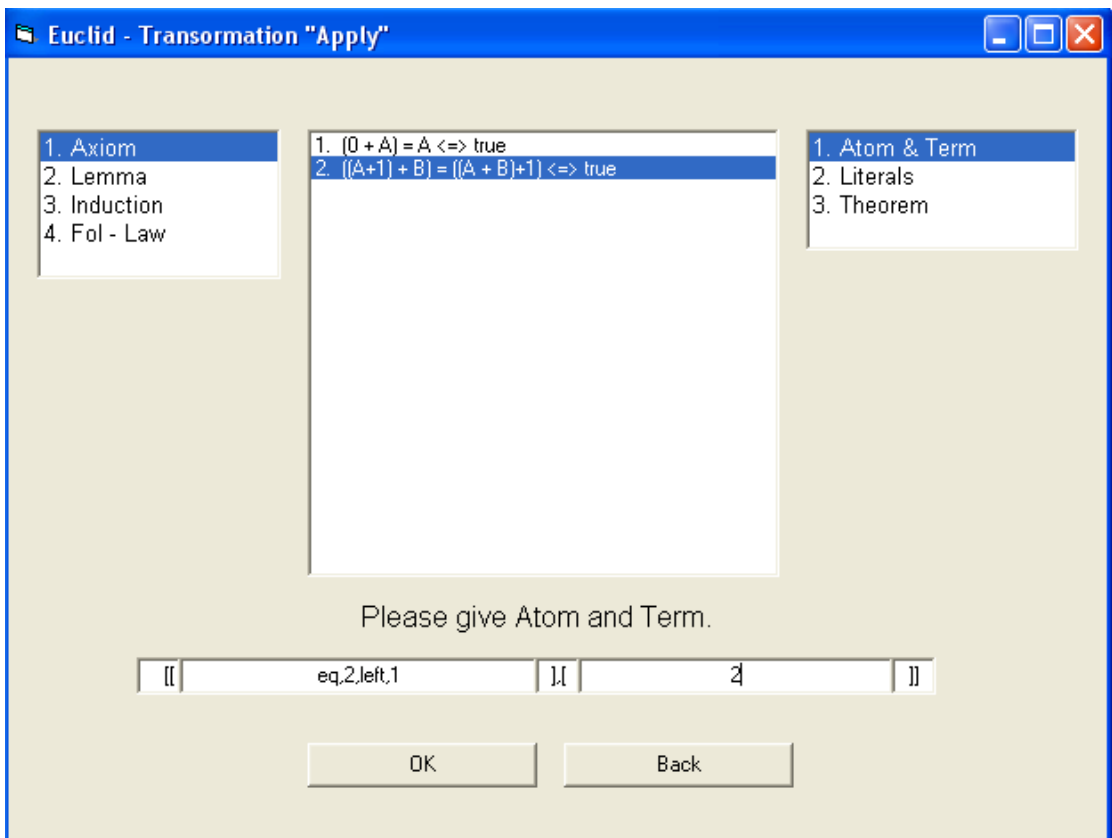 Euclid - Transormation "Apply"
1. Axiom
2. Lemma
3. Induction
4. Fol - Law
1. (0 + A) = A <=> true
2. ((A+1) + B) = ((A + B)+1) <=> true
1. Atom & Term
2. Literals
3. Theorem
Please give Atom and Term.
[[ eq,2,left,1 ],[ 2 ]]
OK Back